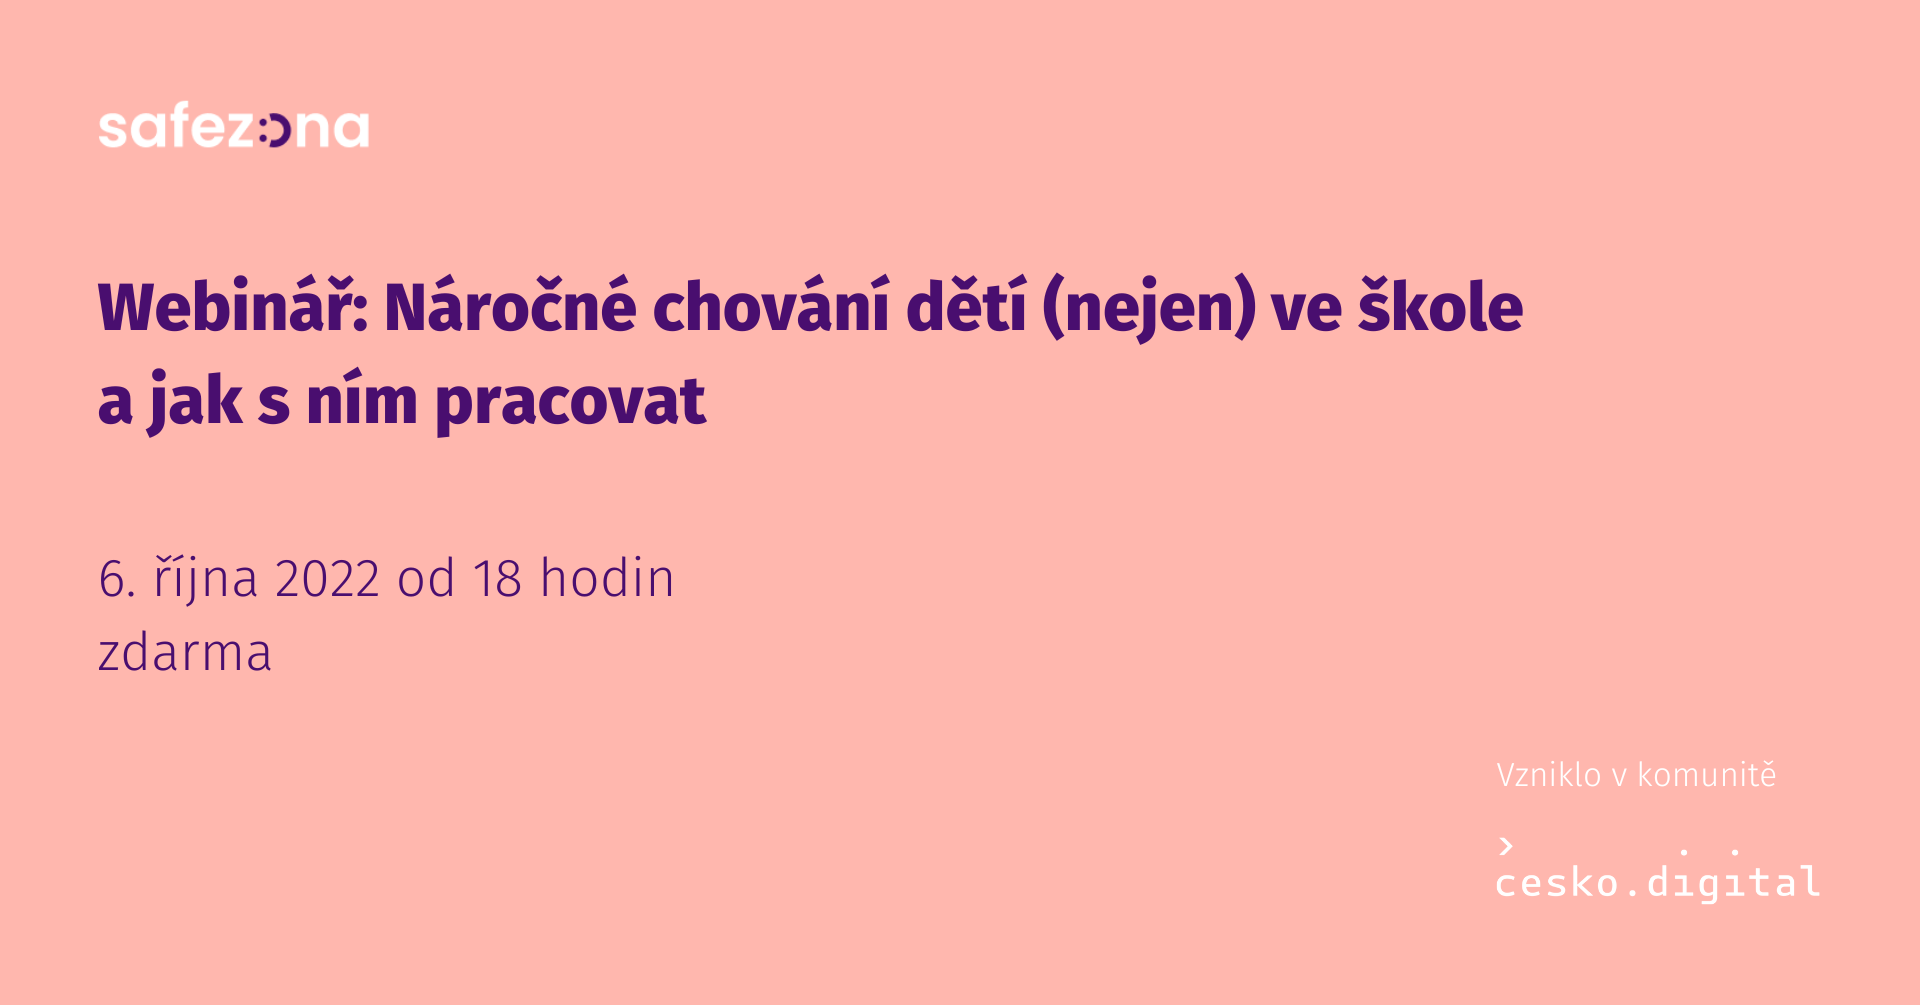 safezona
Webinář: Náročné chování dětí (nejen) ve škole
a jak s ním pracovat
6. října 2022 od 18 hodin
zdarma
Vzniklo v komunitě
cesko.digital